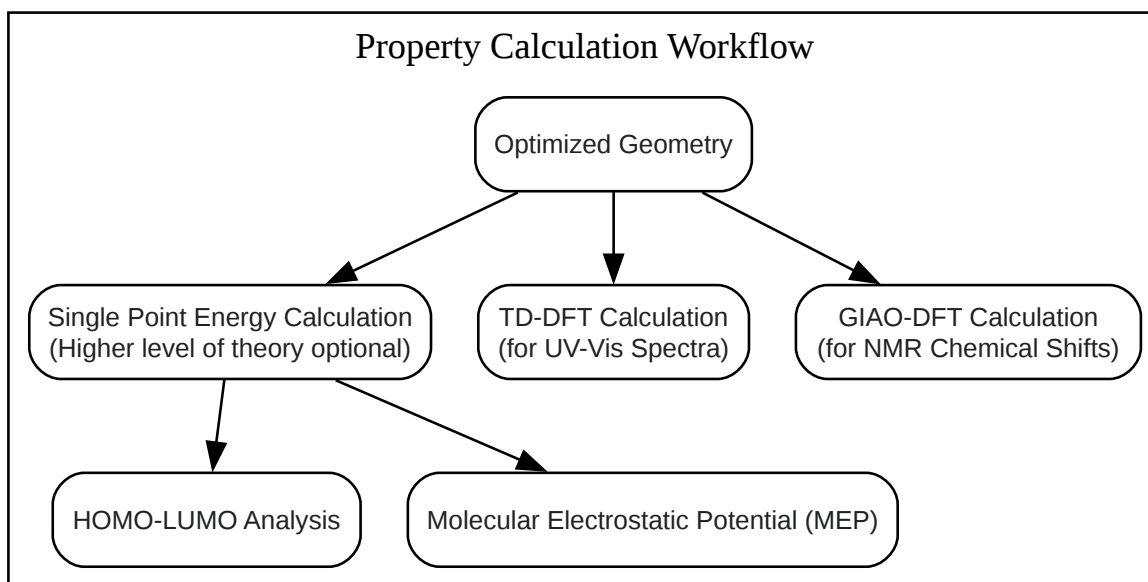 Property Calculation Workflow
Optimized Geometry
Single Point Energy Calculation
(Higher level of theory optional)
TD-DFT Calculation
(for UV-Vis Spectra)
GIAO-DFT Calculation
(for NMR Chemical Shifts)
HOMO-LUMO Analysis
Molecular Electrostatic Potential (MEP)